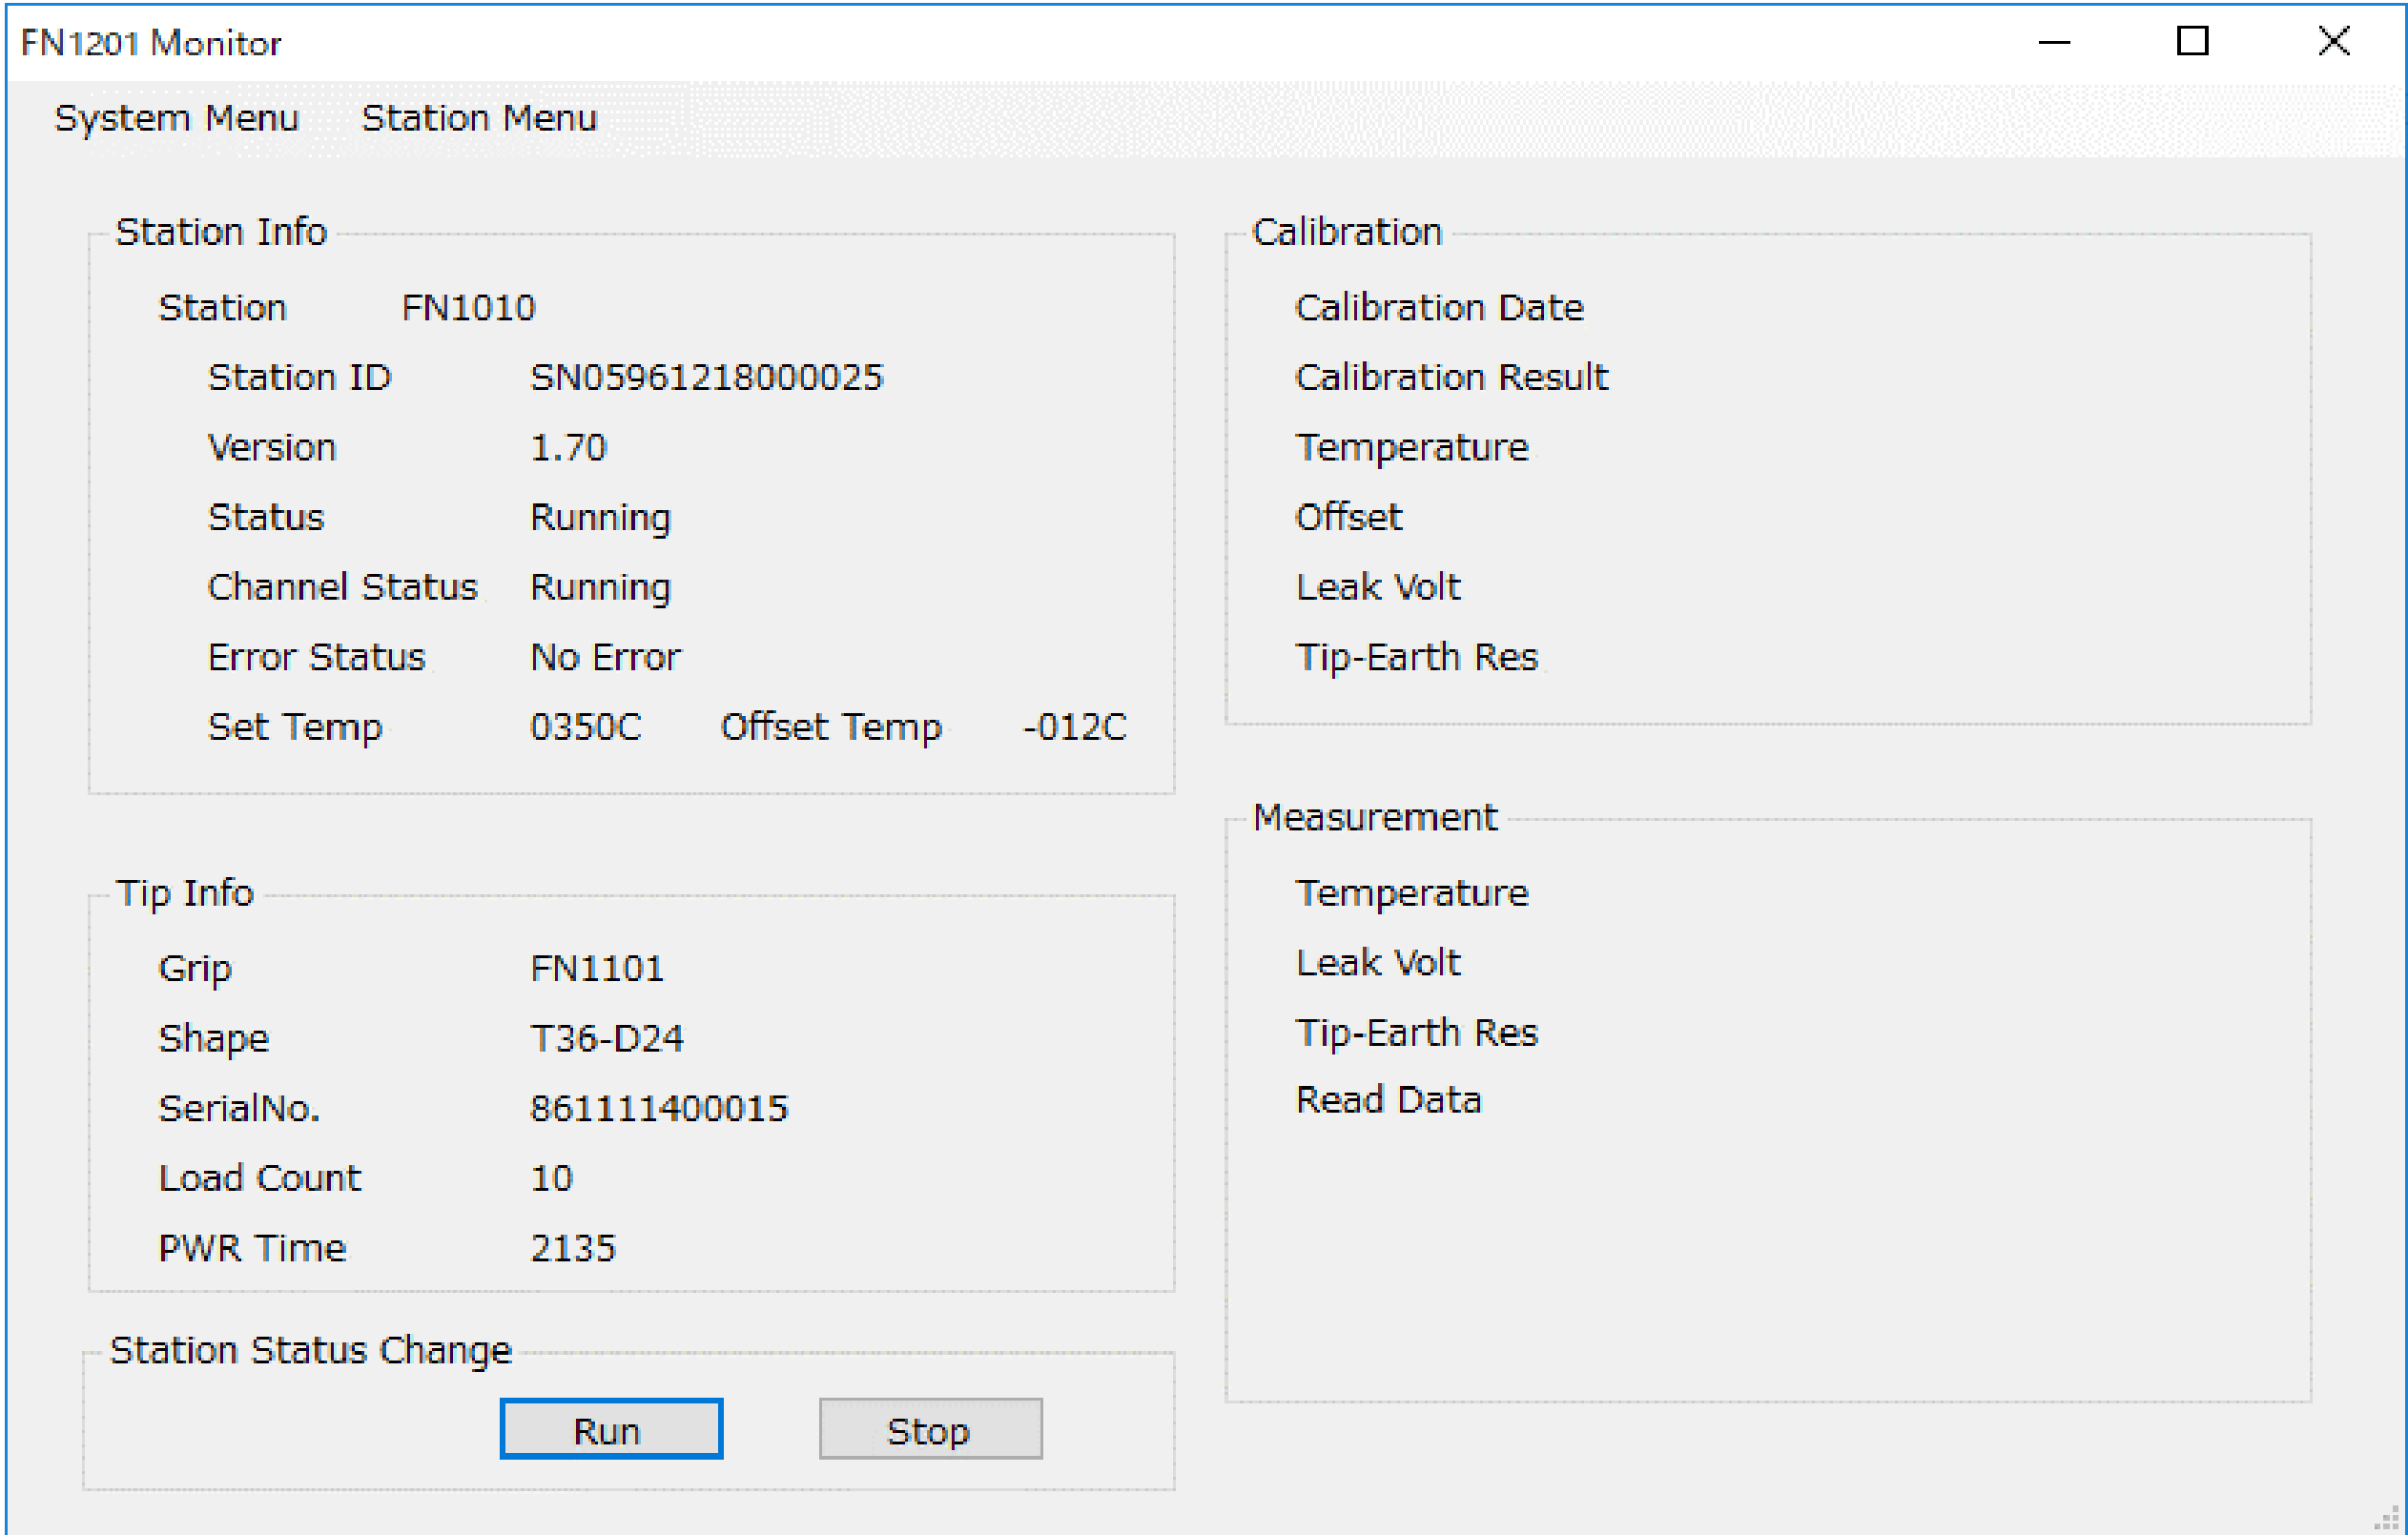 FN1201 Monitor
System Menu Station Menu
Station Info
Station FN1010
Station ID SN05961218000025
Version 1.70
Status Running
Channel Status Running
Error Status No Error
Set Temp 0350C Offset Temp -012C
Tip Info
Grip FN1101
Shape T36-D24
SerialNo. 861111400015
Load Count 10
PWR Time 2135
Station Status Change
Run Stop
Calibration
Calibration Date
Calibration Result
Temperature
Offset
Leak Volt
Tip-Earth Res
Measurement
Temperature
Leak Volt
Tip-Earth Res
Read Data